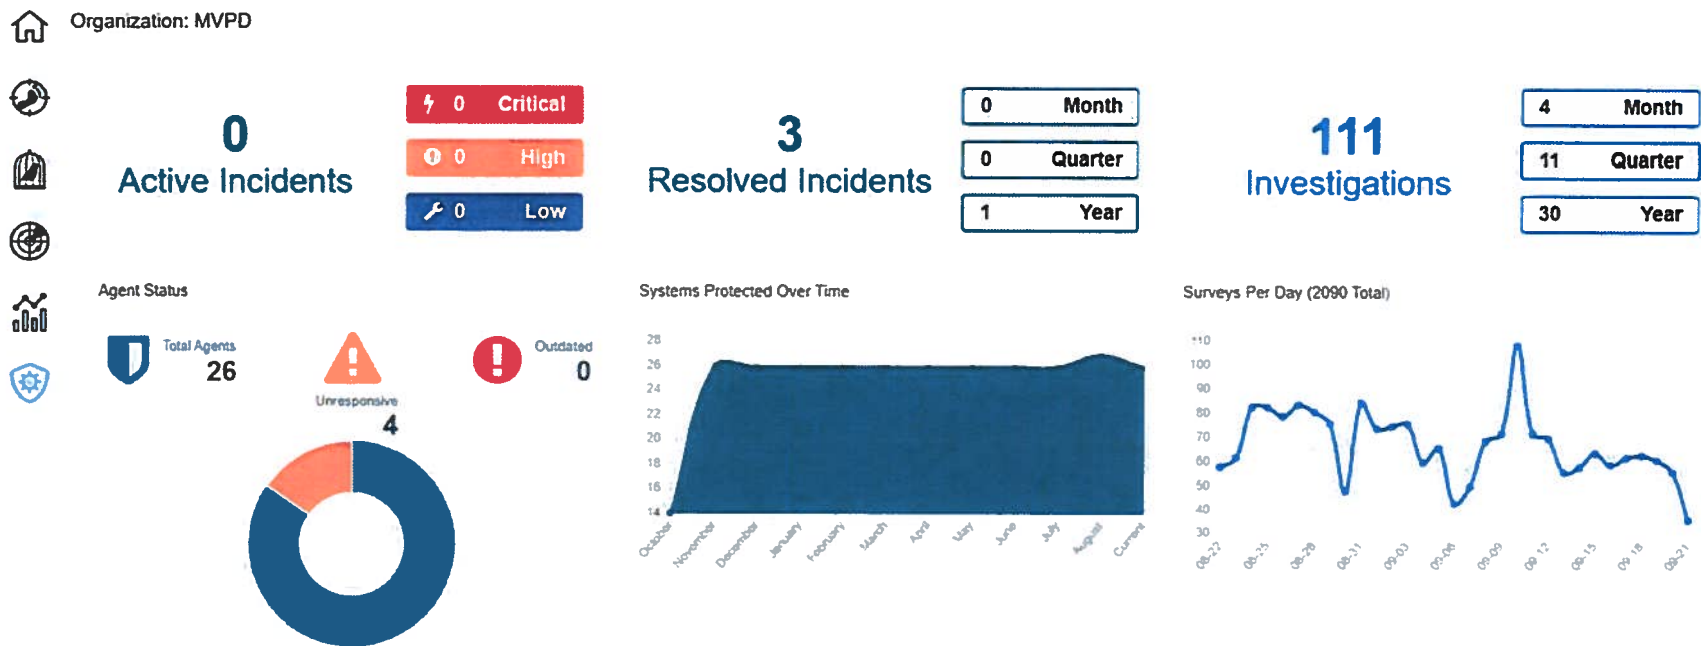 Organization: MVPD
0
Active Incidents
0 Critical
0 High
0 Low
3
Resolved Incidents
0 Month
0 Quarter
1 Year
111
Investigations
4 Month
11 Quarter
30 Year
Agent Status
Total Agents
26
Unresponsive
4
Outdated
0
Systems Protected Over Time
28
26
24
22
20
18
16
14
October
November
December
January
February
March
April
May
June
July
August
Current
Surveys Per Day (2090 Total)
110
100
90
80
70
60
50
40
30
08-22
08-25
08-28
08-31
09-03
09-06
09-09
09-12
09-15
09-18
09-21